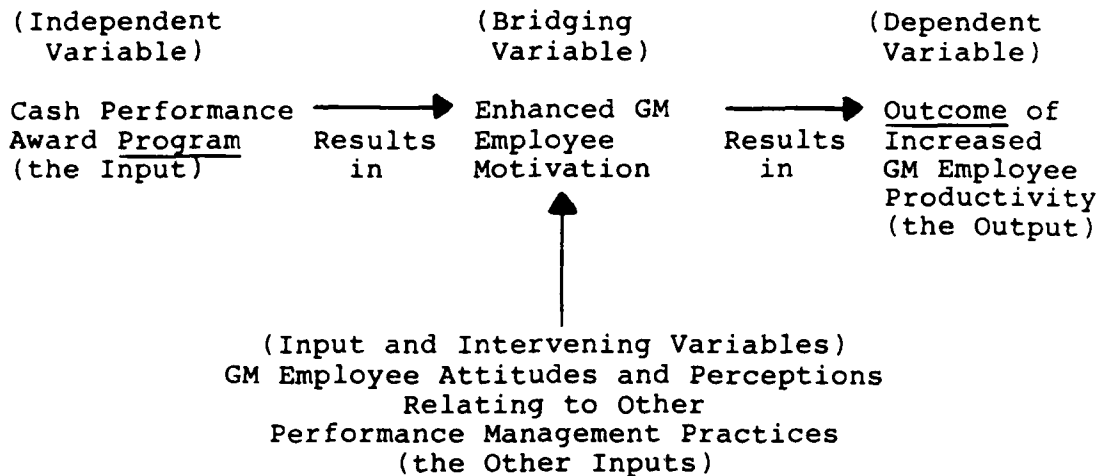 (Independent
Variable)
Cash Performance
Award Program
(the Input)
Results
in
(Bridging
Variable)
Enhanced GM
Employee
Motivation
Results
in
(Dependent
Variable)
Outcome of
Increased
GM Employee
Productivity
(the Output)
(Input and Intervening Variables)
GM Employee Attitudes and Perceptions
Relating to Other
Performance Management Practices
(the Other Inputs)